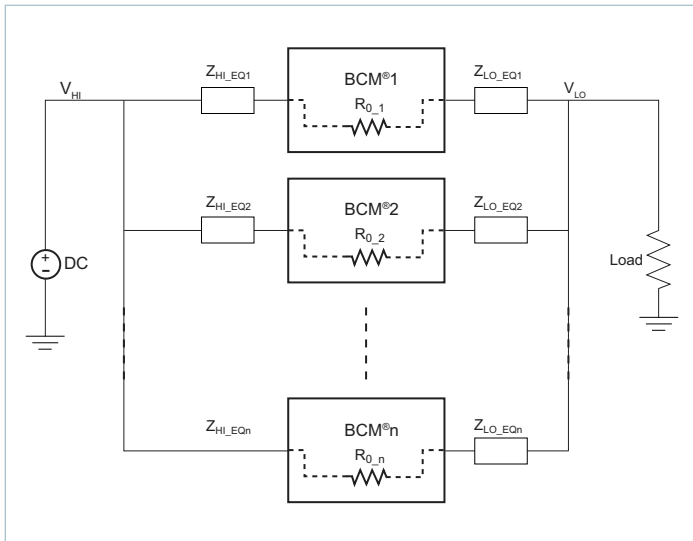 Z_HI_EQ1 BCM®1 Z_LO_EQ1
V_HI R_0_1 V_LO
Z_HI_EQ2 BCM®2 Z_LO_EQ2
R_0_2
+
DC Load
–
Z_HI_EQn BCM®n Z_LO_EQn
R_0_n